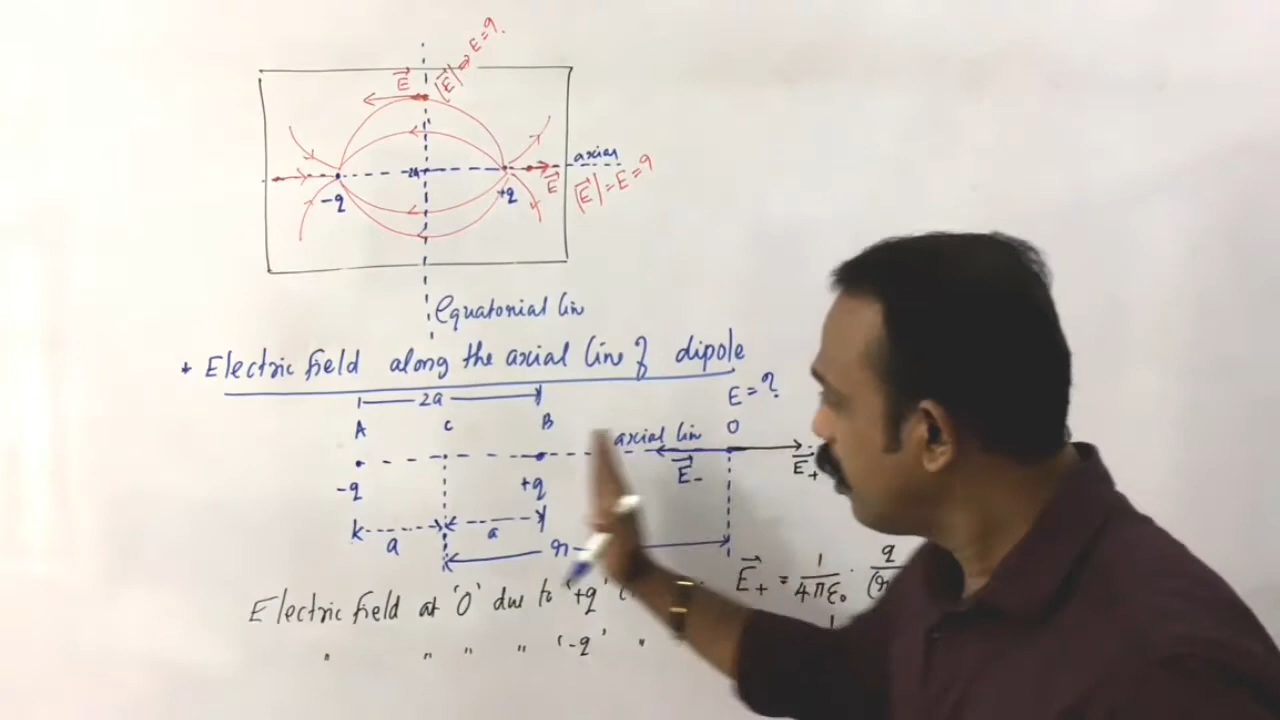 E⃗ |E⃗| ⇒ E = ?
axial
2a
-q +q E⃗ |E⃗| = E = ?
Equatorial lin
* Electric field along the axial line of dipole
2a E = ?
A C B axial lin O
-q +q E⃗₋ E⃗₊
a a
r
Electric field at 'O' due to '+q'
" " " " '-q' "
E⃗₊ = 1/4πε₀ · q/(r
1